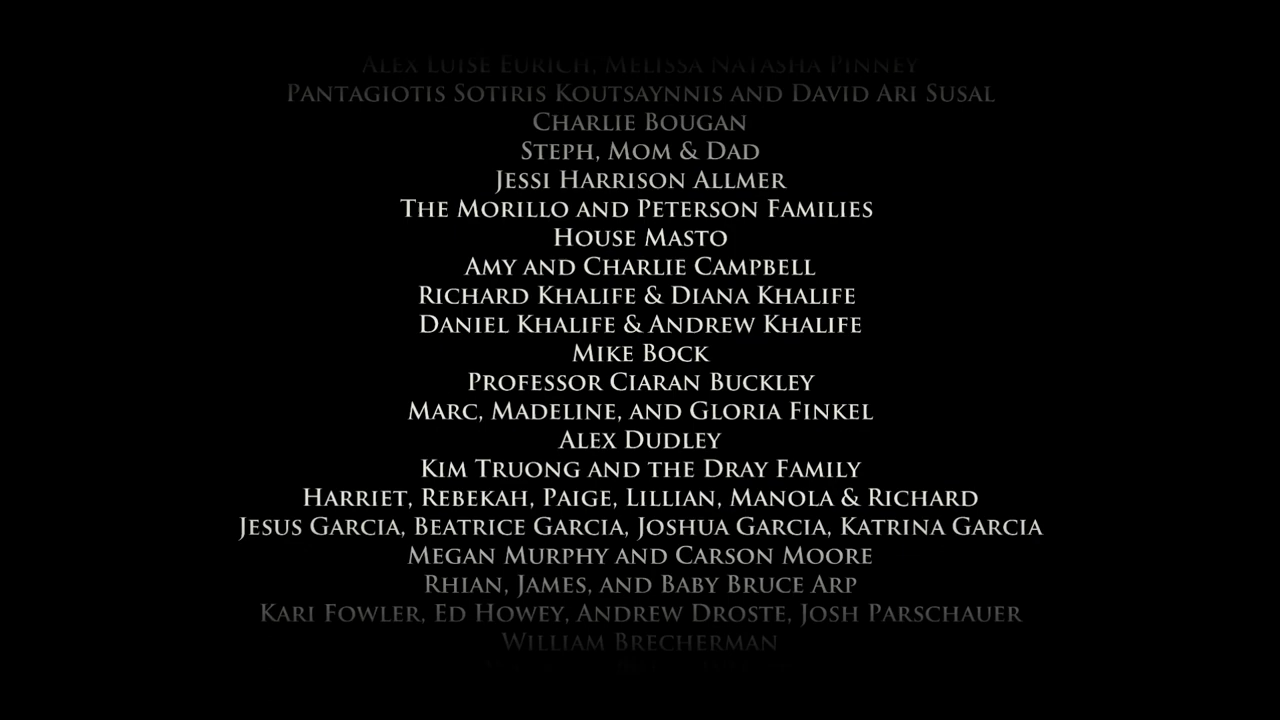 Alex Luise Eurich, Melissa Natasha Pinney
Pantagiotis Sotiris Koutsaynnis and David Ari Susal
Charlie Bougan
Steph, Mom & Dad
Jessi Harrison Allmer
The Morillo and Peterson Families
House Masto
Amy and Charlie Campbell
Richard Khalife & Diana Khalife
Daniel Khalife & Andrew Khalife
Mike Bock
Professor Ciaran Buckley
Marc, Madeline, and Gloria Finkel
Alex Dudley
Kim Truong and the Dray Family
Harriet, Rebekah, Paige, Lillian, Manola & Richard
Jesus Garcia, Beatrice Garcia, Joshua Garcia, Katrina Garcia
Megan Murphy and Carson Moore
Rhian, James, and Baby Bruce Arp
Kari Fowler, Ed Howey, Andrew Droste, Josh Parschauer
William Brecherman